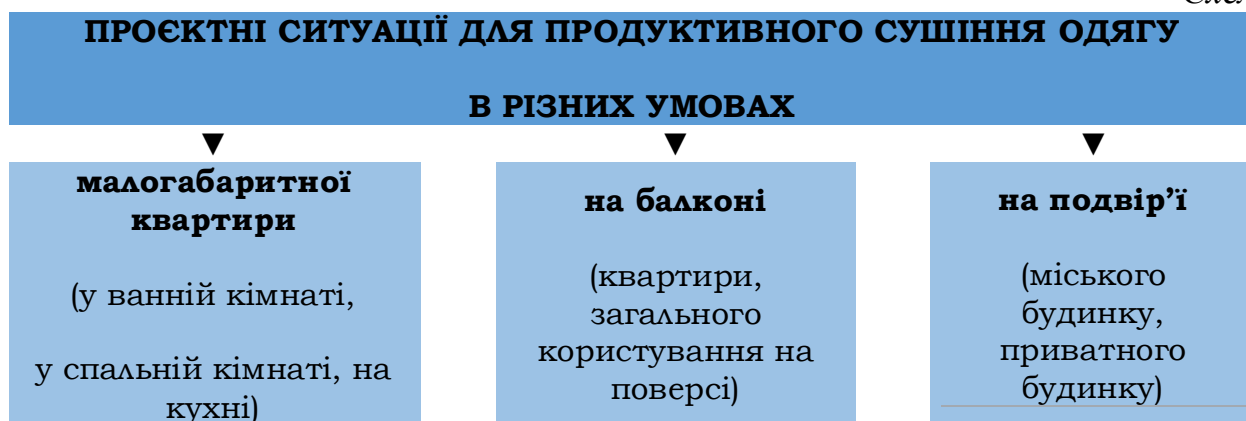 ПРОЄКТНІ СИТУАЦІЇ ДЛЯ ПРОДУКТИВНОГО СУШІННЯ ОДЯГУ
В РІЗНИХ УМОВАХ
малогабаритної
квартири
(у ванній кімнаті,
у спальній кімнаті, на
кухні)
на балконі
(квартири,
загального
користування на
поверсі)
на подвір’ї
(міського
будинку,
приватного
будинку)